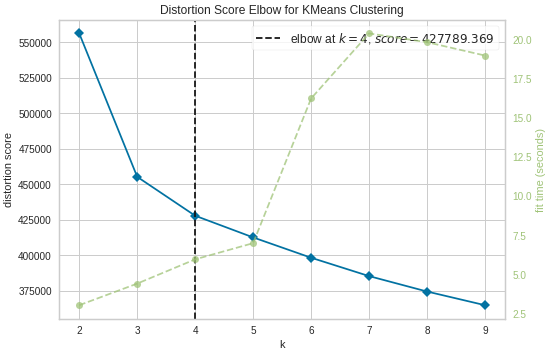 Distortion Score Elbow for KMeans Clustering
elbow at k = 4, score = 427789.369
distortion score
550000
525000
500000
475000
450000
425000
400000
375000
fit time (seconds)
20.0
17.5
15.0
12.5
10.0
7.5
5.0
2.5
2 3 4 5 6 7 8 9
k